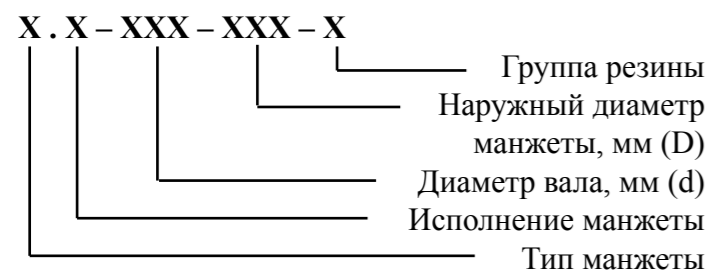 X . X – XXX – XXX – X
Группа резины
Наружный диаметр
манжеты, мм (D)
Диаметр вала, мм (d)
Исполнение манжеты
Тип манжеты